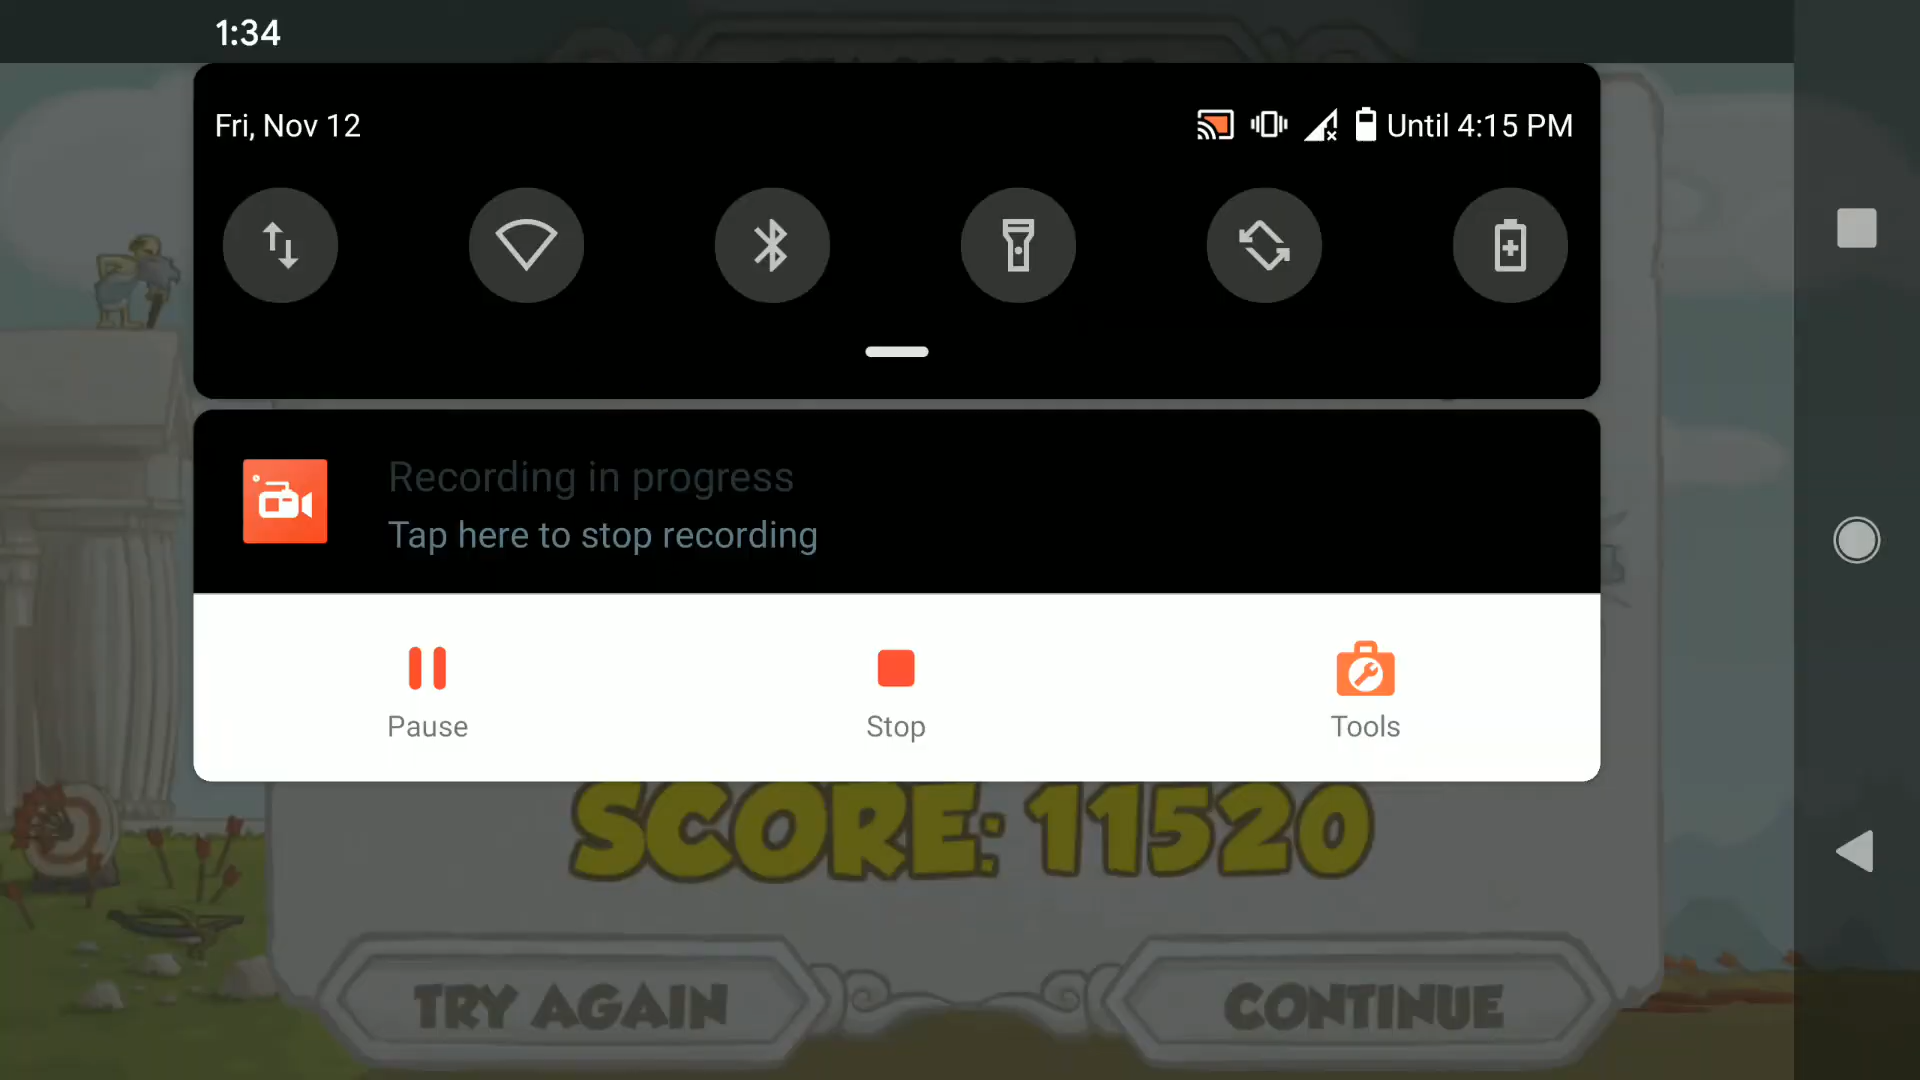 1:34
Fri, Nov 12
Until 4:15 PM
Recording in progress
Tap here to stop recording
Pause
Stop
Tools
SCORE: 11520
TRY AGAIN
CONTINUE